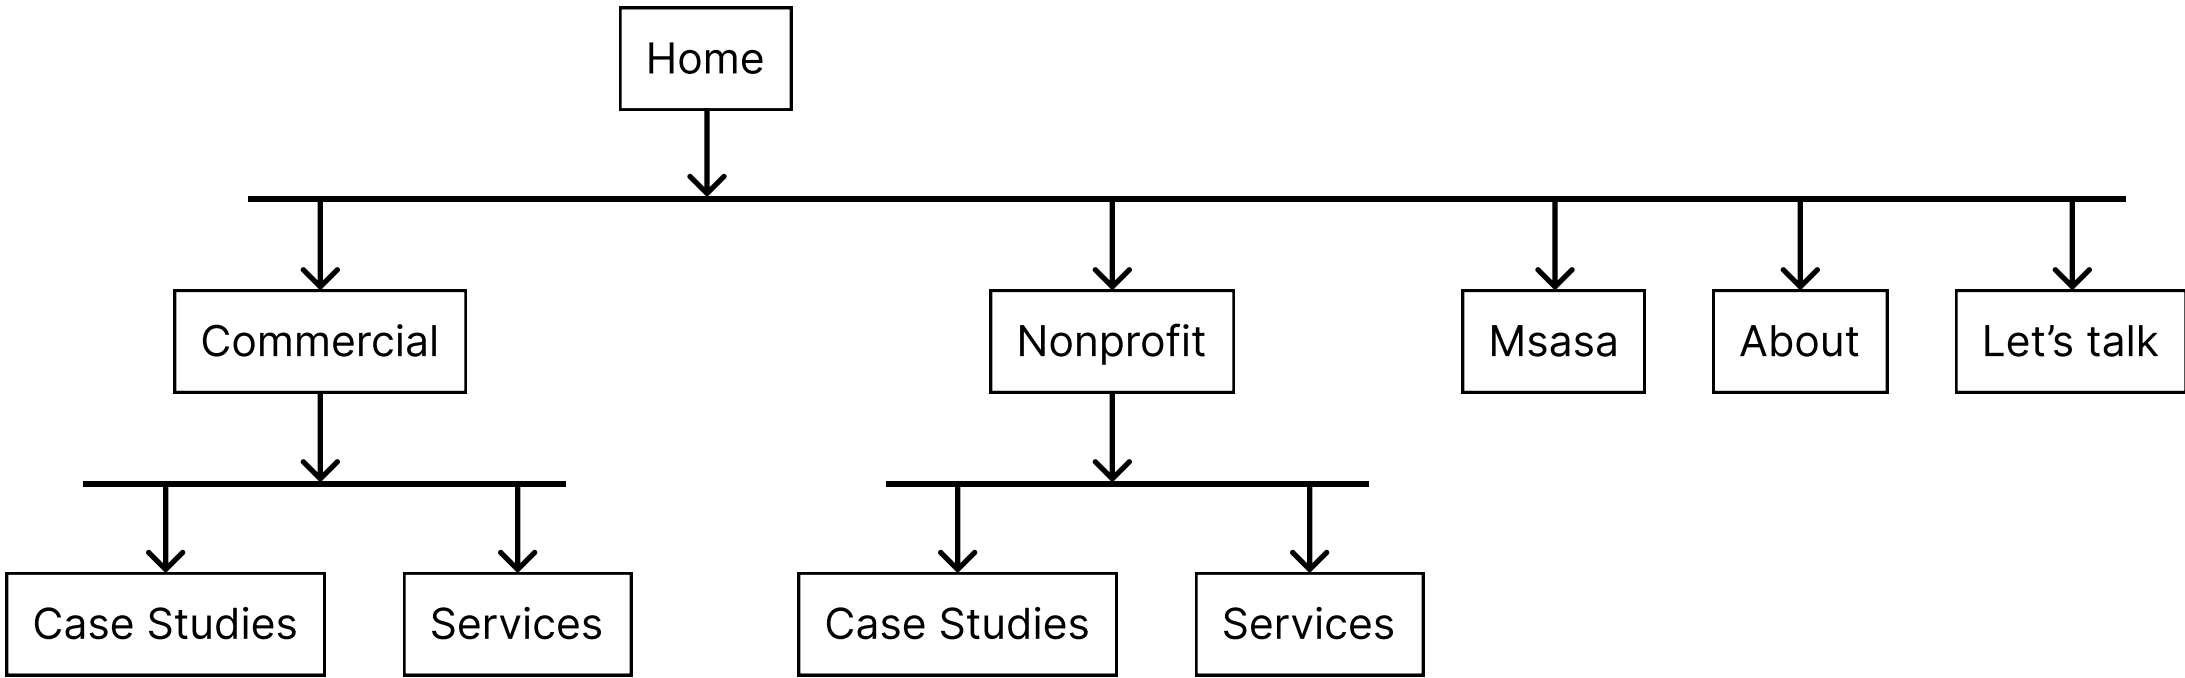 Home
Commercial
Nonprofit
Msasa
About
Let’s talk
Case Studies
Services
Case Studies
Services